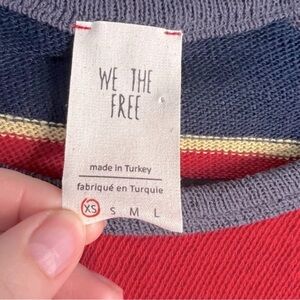 WE THE
FREE
made in Turkey
fabriqué en Turquie
XS S M L